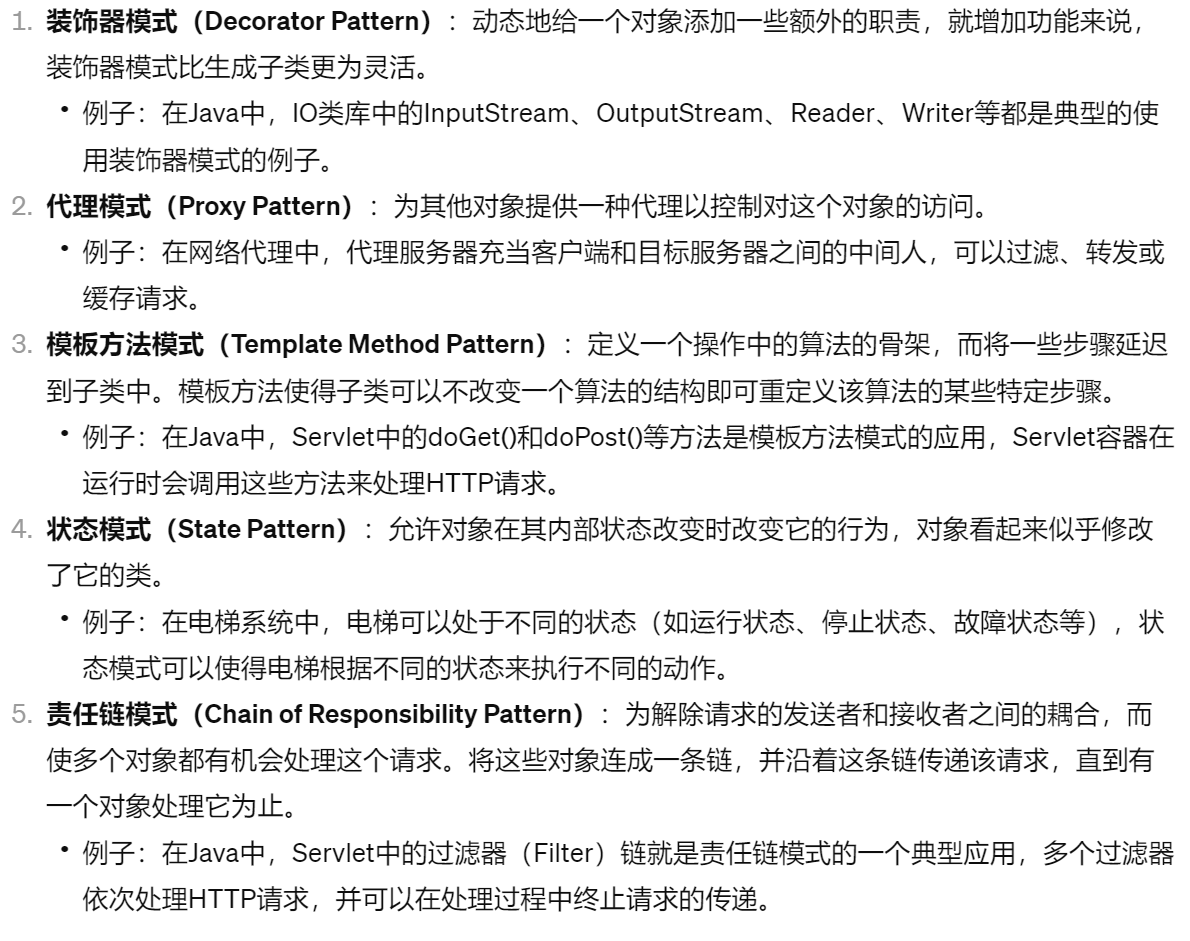 1. 装饰器模式（Decorator Pattern）：动态地给一个对象添加一些额外的职责，就增加功能来说，
装饰器模式比生成子类更为灵活。
• 例子：在Java中，IO类库中的InputStream、OutputStream、Reader、Writer等都是典型的使
用装饰器模式的例子。
2. 代理模式（Proxy Pattern）：为其他对象提供一种代理以控制对这个对象的访问。
• 例子：在网络代理中，代理服务器充当客户端和目标服务器之间的中间人，可以过滤、转发或
缓存请求。
3. 模板方法模式（Template Method Pattern）：定义一个操作中的算法的骨架，而将一些步骤延迟
到子类中。模板方法使得子类可以不改变一个算法的结构即可重定义该算法的某些特定步骤。
• 例子：在Java中，Servlet中的doGet()和doPost()等方法是模板方法模式的应用，Servlet容器在
运行时会调用这些方法来处理HTTP请求。
4. 状态模式（State Pattern）：允许对象在其内部状态改变时改变它的行为，对象看起来似乎修改
了它的类。
• 例子：在电梯系统中，电梯可以处于不同的状态（如运行状态、停止状态、故障状态等），状
态模式可以使得电梯根据不同的状态来执行不同的动作。
5. 责任链模式（Chain of Responsibility Pattern）：为解除请求的发送者和接收者之间的耦合，而
使多个对象都有机会处理这个请求。将这些对象连成一条链，并沿着这条链传递该请求，直到有
一个对象处理它为止。
• 例子：在Java中，Servlet中的过滤器（Filter）链就是责任链模式的一个典型应用，多个过滤器
依次处理HTTP请求，并可以在处理过程中终止请求的传递。